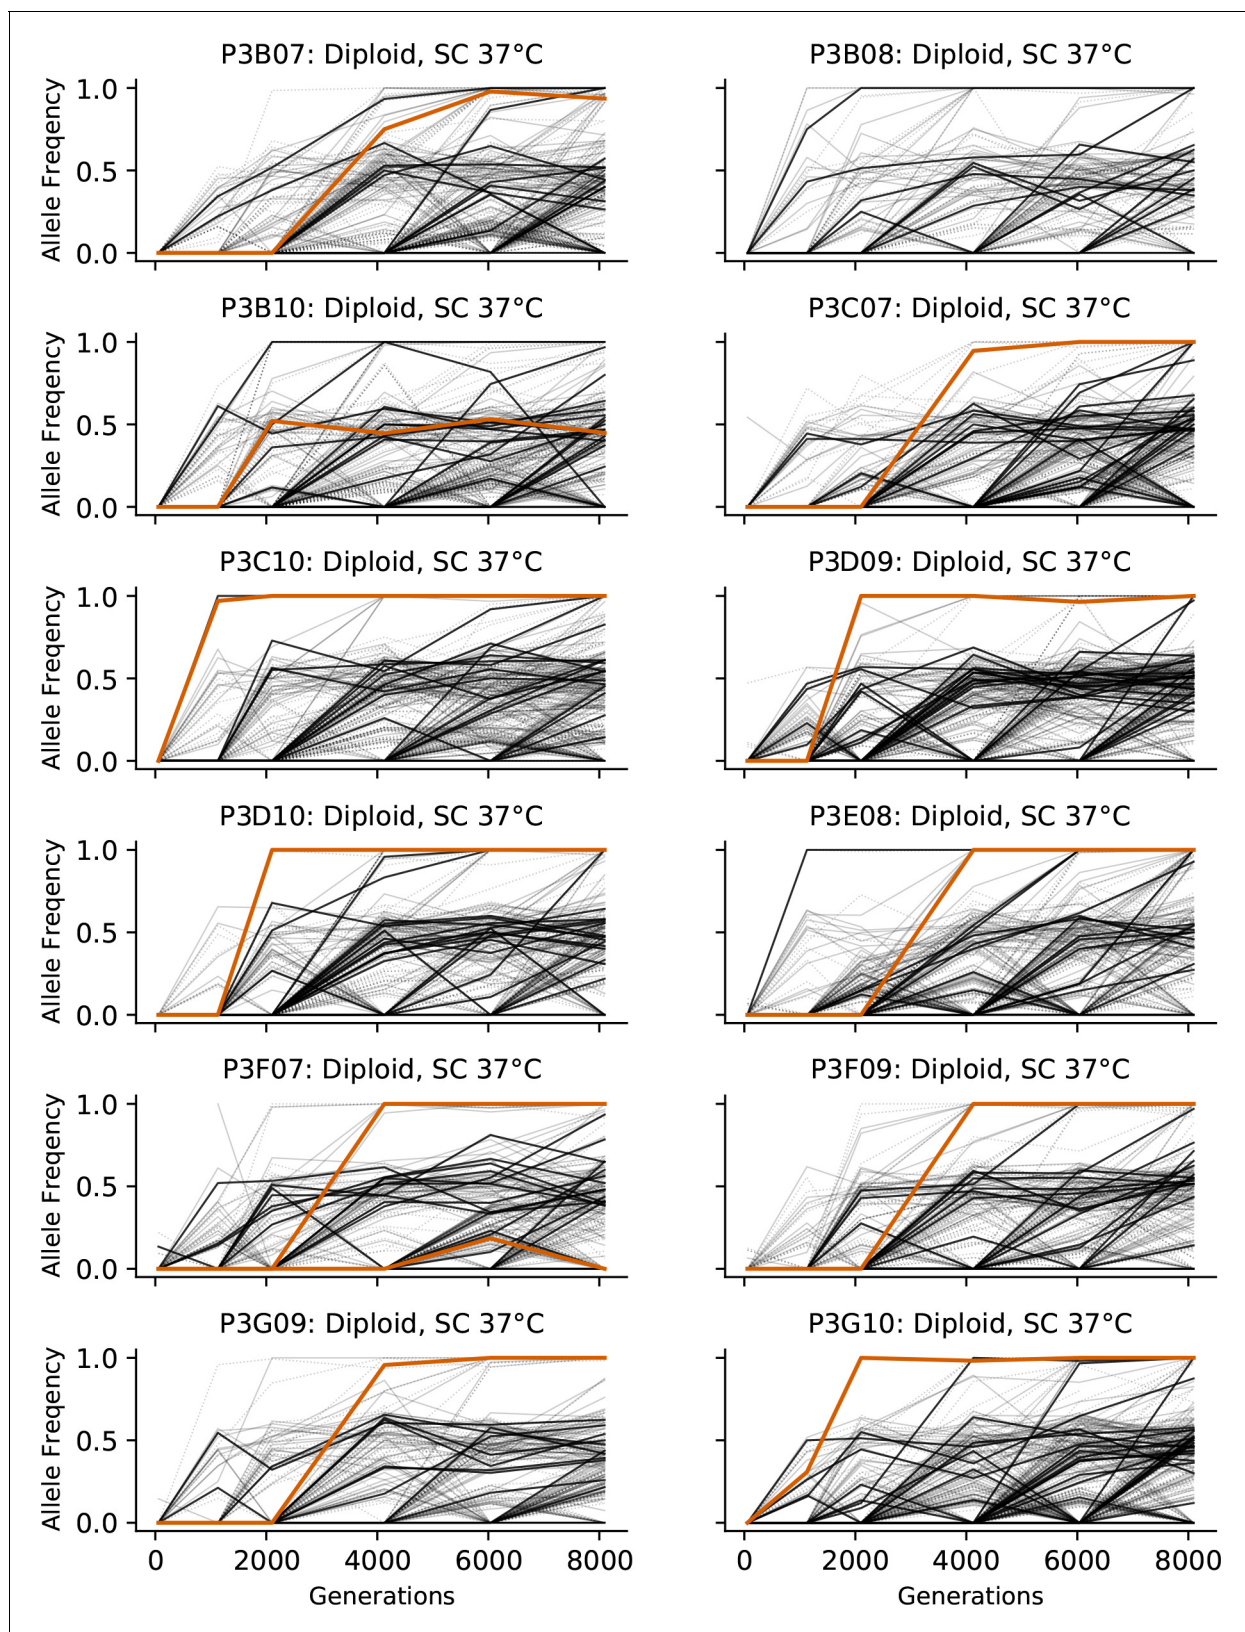 P3B07: Diploid, SC 37°C
P3B08: Diploid, SC 37°C
Allele Freqency
1.0
0.5
0.0
P3B10: Diploid, SC 37°C
P3C07: Diploid, SC 37°C
Allele Freqency
1.0
0.5
0.0
P3C10: Diploid, SC 37°C
P3D09: Diploid, SC 37°C
Allele Freqency
1.0
0.5
0.0
P3D10: Diploid, SC 37°C
P3E08: Diploid, SC 37°C
Allele Freqency
1.0
0.5
0.0
P3F07: Diploid, SC 37°C
P3F09: Diploid, SC 37°C
Allele Freqency
1.0
0.5
0.0
P3G09: Diploid, SC 37°C
P3G10: Diploid, SC 37°C
Allele Freqency
1.0
0.5
0.0
0 2000 4000 6000 8000
0 2000 4000 6000 8000
Generations
Generations